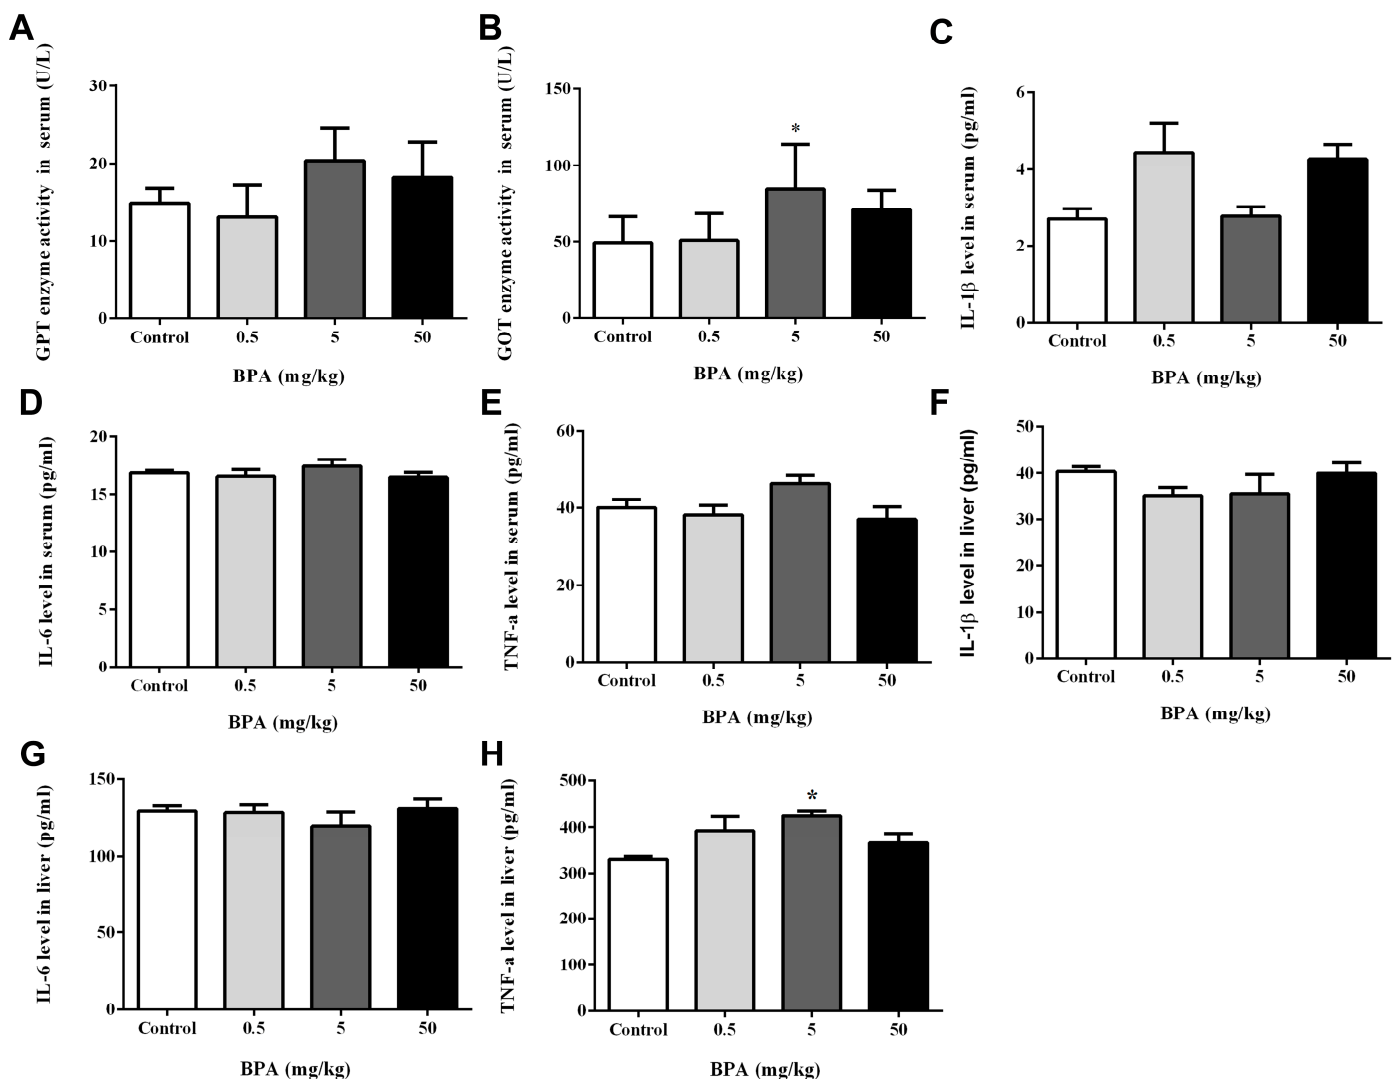 A
GPT enzyme activity in serum (U/L)
30
20
10
0
Control 0.5 5 50
BPA (mg/kg)
B
GOT enzyme activity in serum (U/L)
150
100
50
0
*
Control 0.5 5 50
BPA (mg/kg)
C
IL-1β level in serum (pg/ml)
6
4
2
0
Control 0.5 5 50
BPA (mg/kg)
D
IL-6 level in serum (pg/ml)
20
15
10
5
0
Control 0.5 5 50
BPA (mg/kg)
E
TNF-a level in serum (pg/ml)
60
40
20
0
Control 0.5 5 50
BPA (mg/kg)
F
IL-1β level in liver (pg/ml)
50
40
30
20
10
0
Control 0.5 5 50
BPA (mg/kg)
G
IL-6 level in liver (pg/ml)
150
100
50
0
Control 0.5 5 50
BPA (mg/kg)
H
TNF-a level in liver (pg/ml)
500
400
300
200
100
0
*
Control 0.5 5 50
BPA (mg/kg)